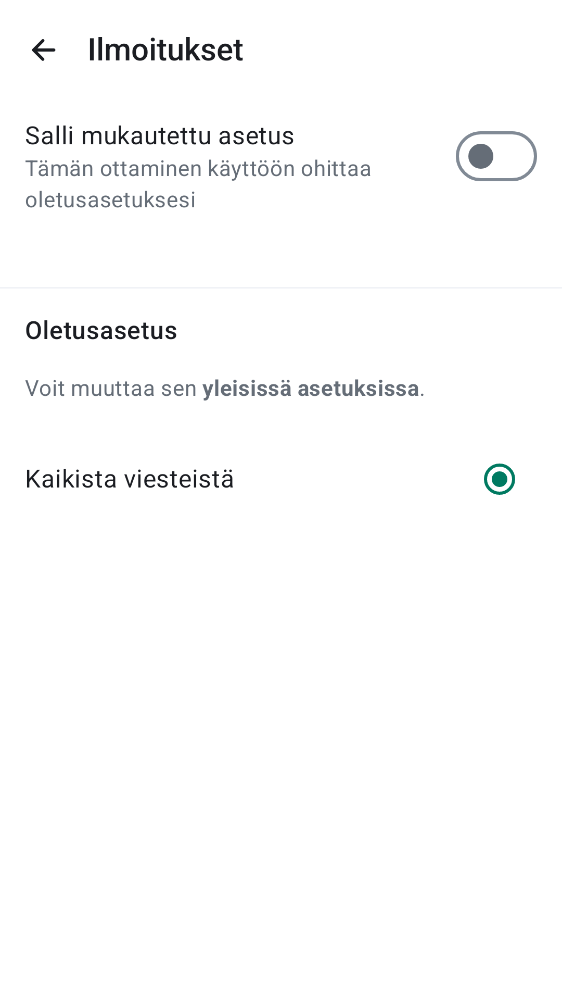 Ilmoitukset
Salli mukautettu asetus
Tämän ottaminen käyttöön ohittaa
oletusasetuksesi
Oletusasetus
Voit muuttaa sen yleisissä asetuksissa.
Kaikista viesteistä